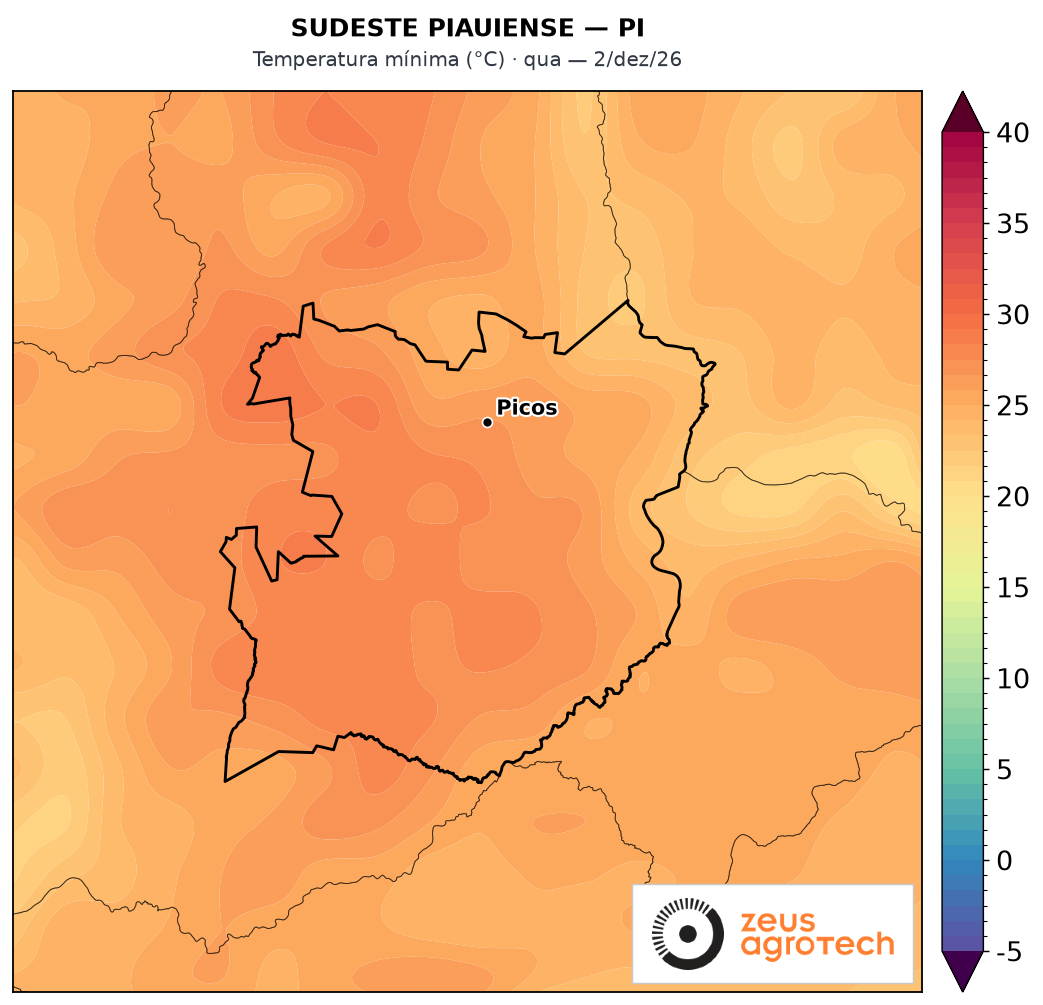 SUDESTE PIAUIENSE — PI
Temperatura mínima (°C) · qua — 2/dez/26
Picos
40
35
30
25
20
15
10
5
0
-5
zeus
agrotech